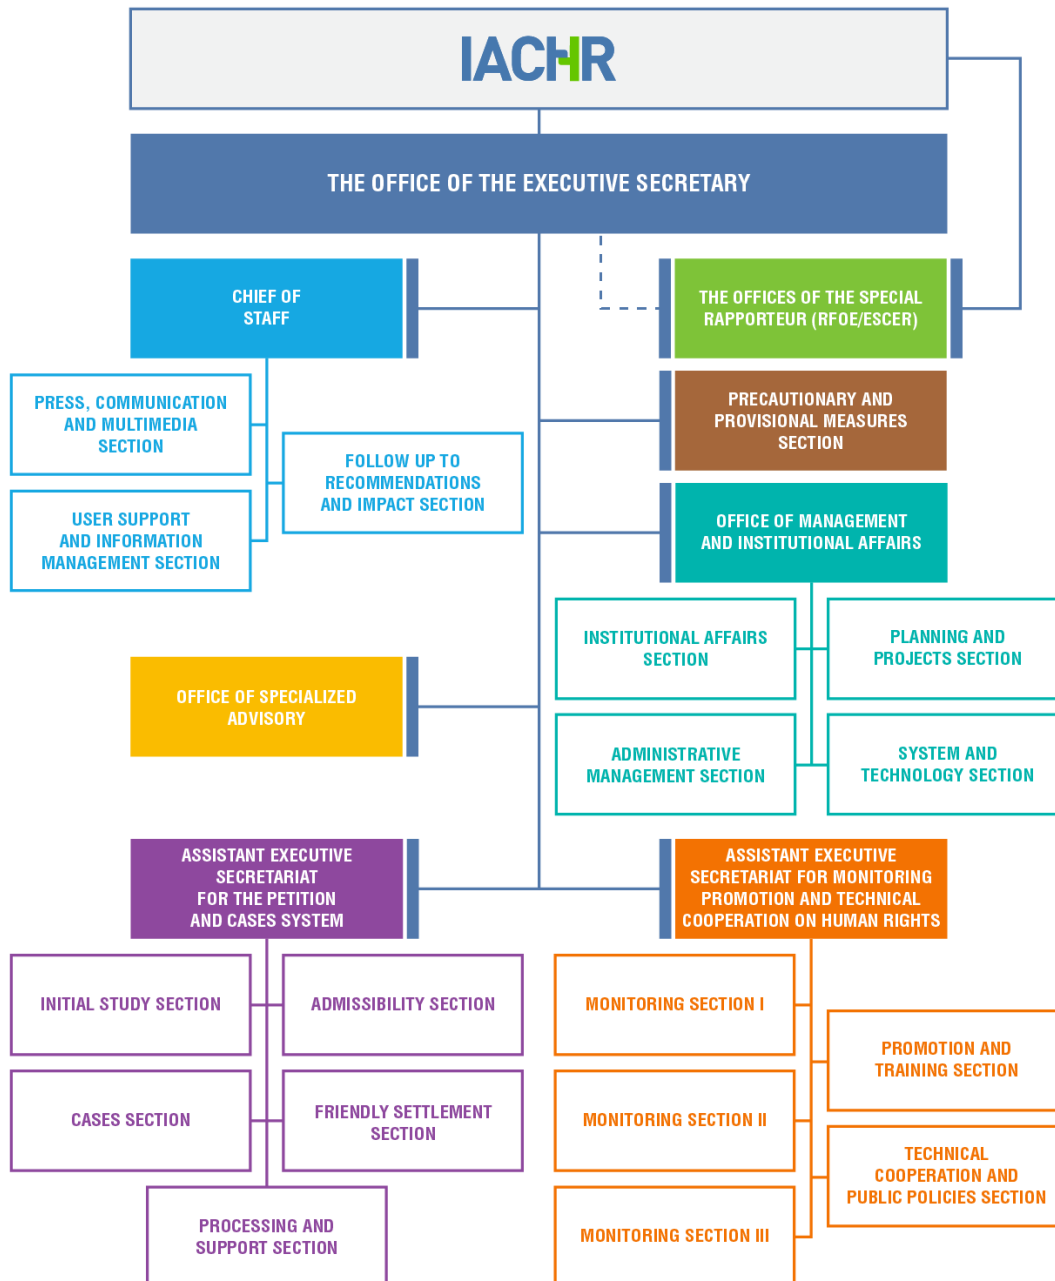 IACHR
THE OFFICE OF THE EXECUTIVE SECRETARY
CHIEF OF
STAFF
THE OFFICES OF THE SPECIAL
RAPPORTEUR (RFOE/ESCER)
PRESS, COMMUNICATION
AND MULTIMEDIA
SECTION
FOLLOW UP TO
RECOMMENDATIONS
AND IMPACT SECTION
USER SUPPORT
AND INFORMATION
MANAGEMENT SECTION
PRECAUTIONARY AND
PROVISIONAL MEASURES
SECTION
OFFICE OF MANAGEMENT
AND INSTITUTIONAL AFFAIRS
INSTITUTIONAL AFFAIRS
SECTION
PLANNING AND
PROJECTS SECTION
ADMINISTRATIVE
MANAGEMENT SECTION
SYSTEM AND
TECHNOLOGY SECTION
OFFICE OF SPECIALIZED
ADVISORY
ASSISTANT EXECUTIVE
SECRETARIAT
FOR THE PETITION
AND CASES SYSTEM
INITIAL STUDY SECTION
ADMISSIBILITY SECTION
CASES SECTION
FRIENDLY SETTLEMENT
SECTION
PROCESSING AND
SUPPORT SECTION
ASSISTANT EXECUTIVE
SECRETARIAT FOR MONITORING
PROMOTION AND TECHNICAL
COOPERATION ON HUMAN RIGHTS
MONITORING SECTION I
PROMOTION AND
TRAINING SECTION
MONITORING SECTION II
TECHNICAL
COOPERATION AND
PUBLIC POLICIES SECTION
MONITORING SECTION III